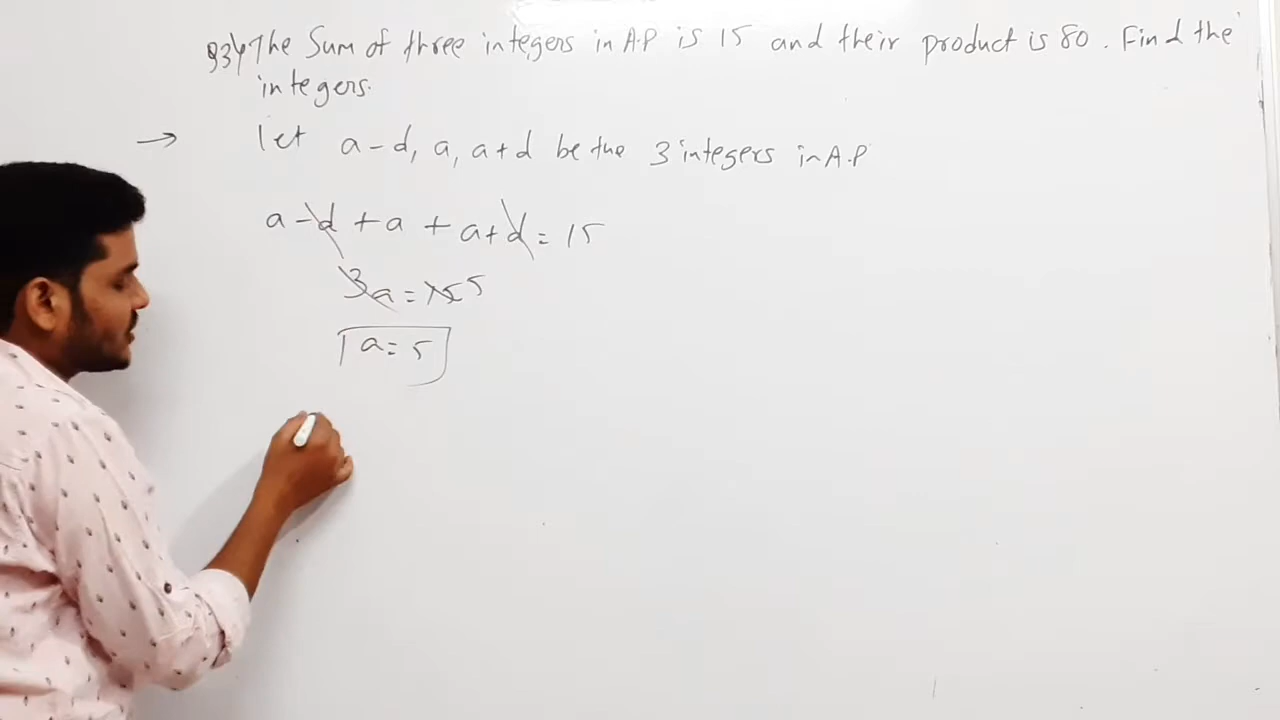 Q34 The Sum of three integers in A.P is 15 and their product is 80. Find the
integers.
→ let a-d, a, a+d be the 3 integers in A.P
a-d + a + a+d = 15
3a = 15 5
a = 5